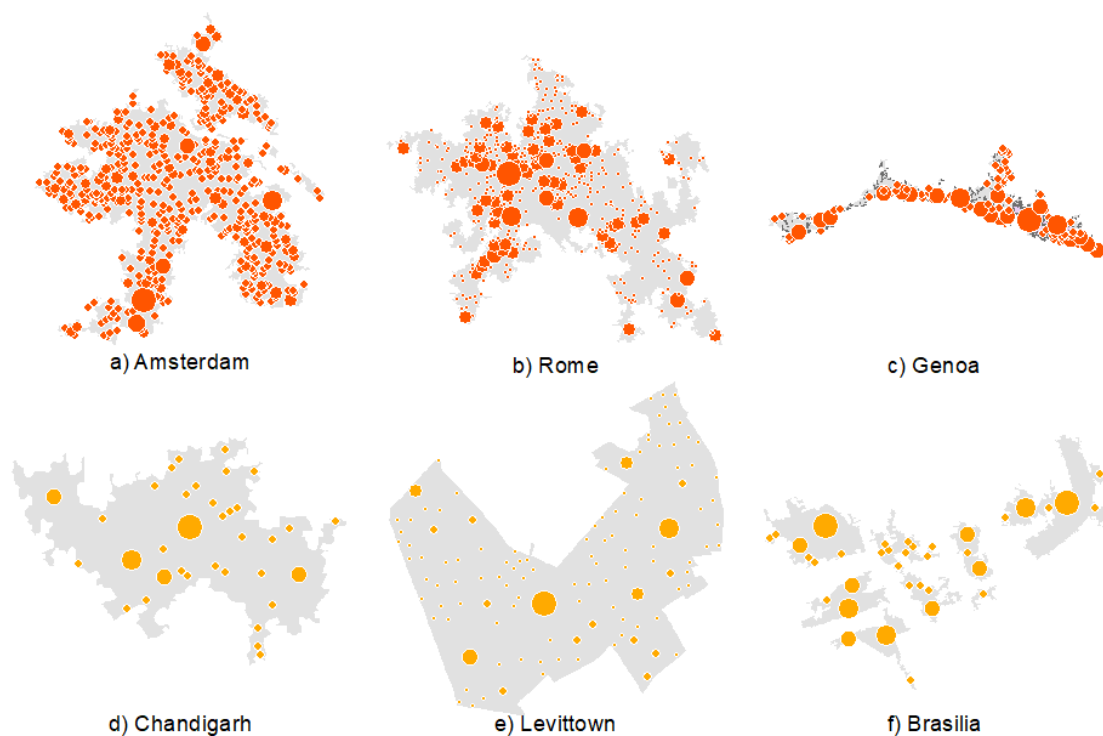 a) Amsterdam
b) Rome
c) Genoa
d) Chandigarh
e) Levittown
f) Brasilia